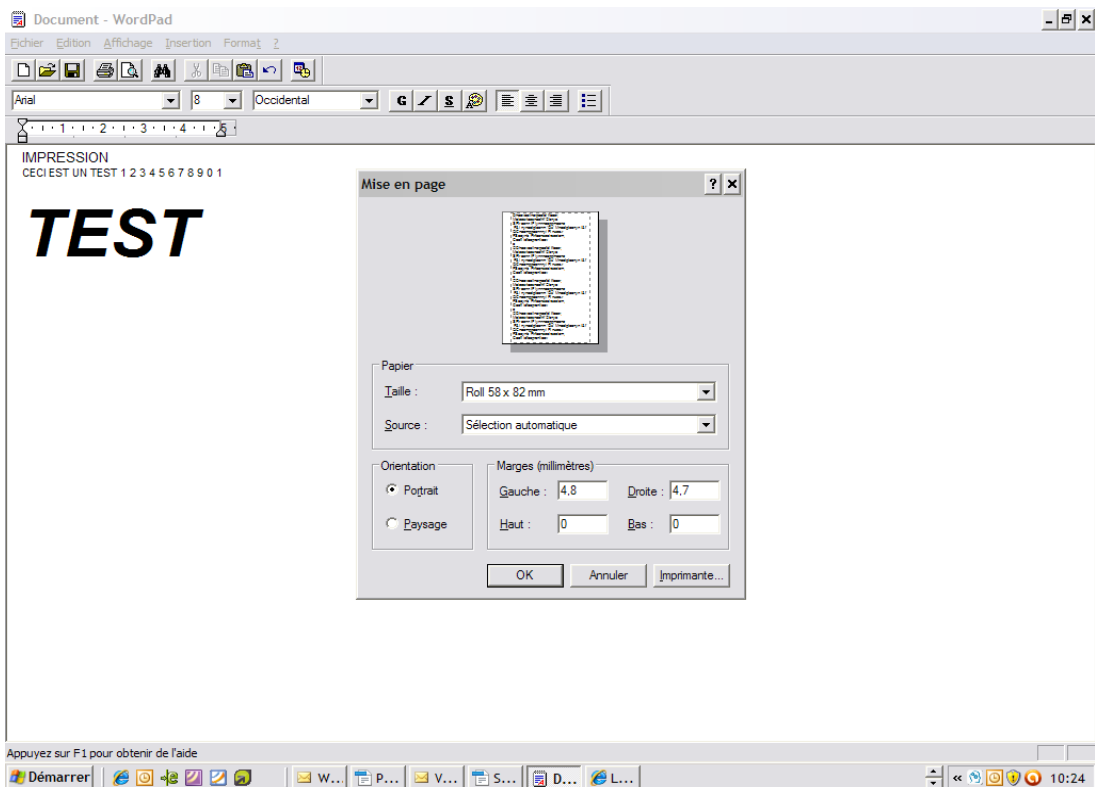 Document - WordPad
Fichier Edition Affichage Insertion Format ?
Arial 8 Occidental G I S
1 2 3 4 5
IMPRESSION
CECI EST UN TEST 1 2 3 4 5 6 7 8 9 0 1
TEST
Mise en page
Papier
Taille : Roll 58 x 82 mm
Source : Sélection automatique
Orientation
Portrait
Paysage
Marges (millimètres)
Gauche : 4,8 Droite : 4,7
Haut : 0 Bas : 0
OK Annuler Imprimante...
Appuyez sur F1 pour obtenir de l'aide
Démarrer W... P... V... S... D... L... « 10:24